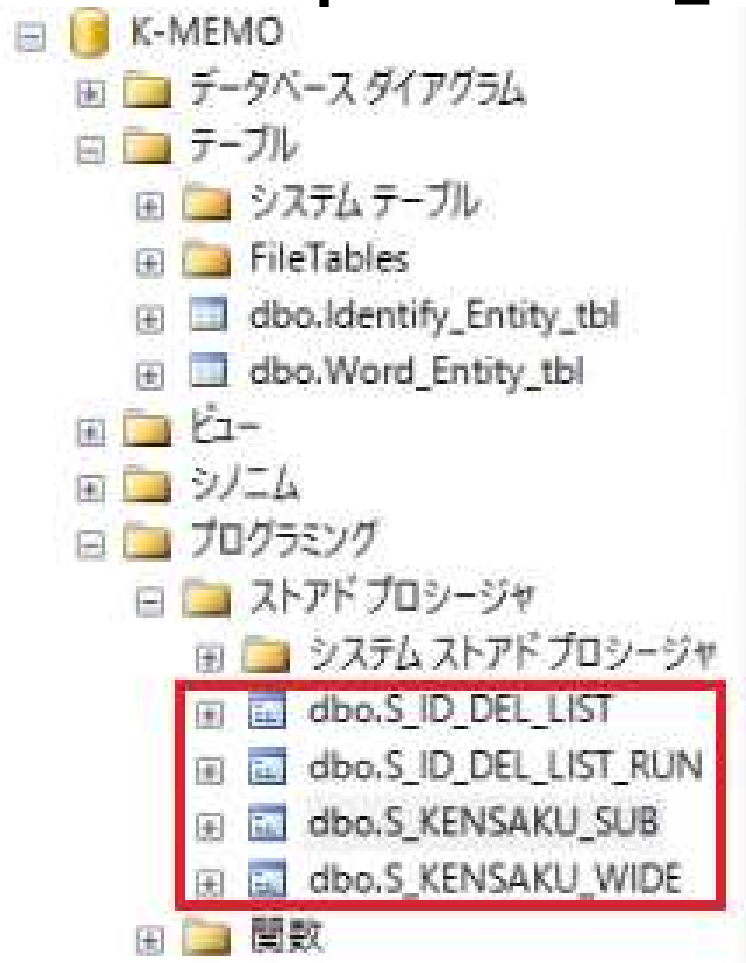 K-MEMO
データベース ダイアグラム
テーブル
システム テーブル
FileTables
dbo.Identify_Entity_tbl
dbo.Word_Entity_tbl
ビュー
シノニム
プログラミング
ストアド プロシージャ
システム ストアド プロシージャ
dbo.S_ID_DEL_LIST
dbo.S_ID_DEL_LIST_RUN
dbo.S_KENSAKU_SUB
dbo.S_KENSAKU_WIDE
関数